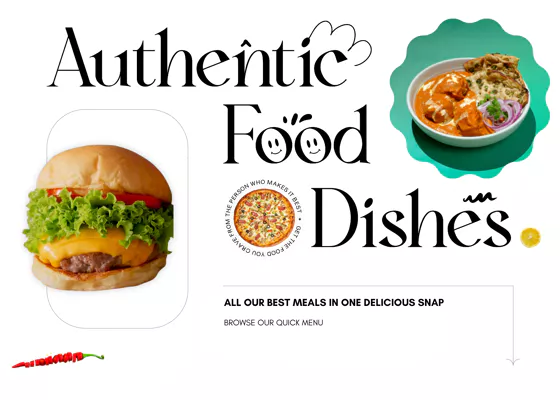 Authentic
Food
GET THE FOOD YOU CRAVE FROM THE PERSON WHO MAKES IT BEST
Dishes
ALL OUR BEST MEALS IN ONE DELICIOUS SNAP
BROWSE OUR QUICK MENU